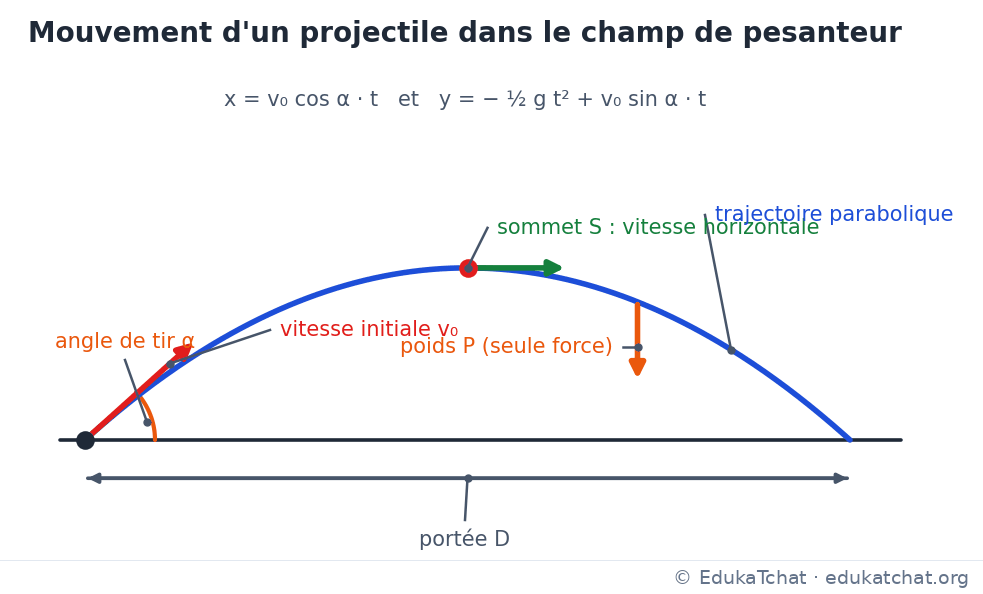 Mouvement d'un projectile dans le champ de pesanteur
x = v₀ cos α · t et y = − ½ g t² + v₀ sin α · t
trajectoire parabolique
sommet S : vitesse horizontale
vitesse initiale v₀
angle de tir α
poids P (seule force)
portée D
© EdukaTchat · edukatchat.org